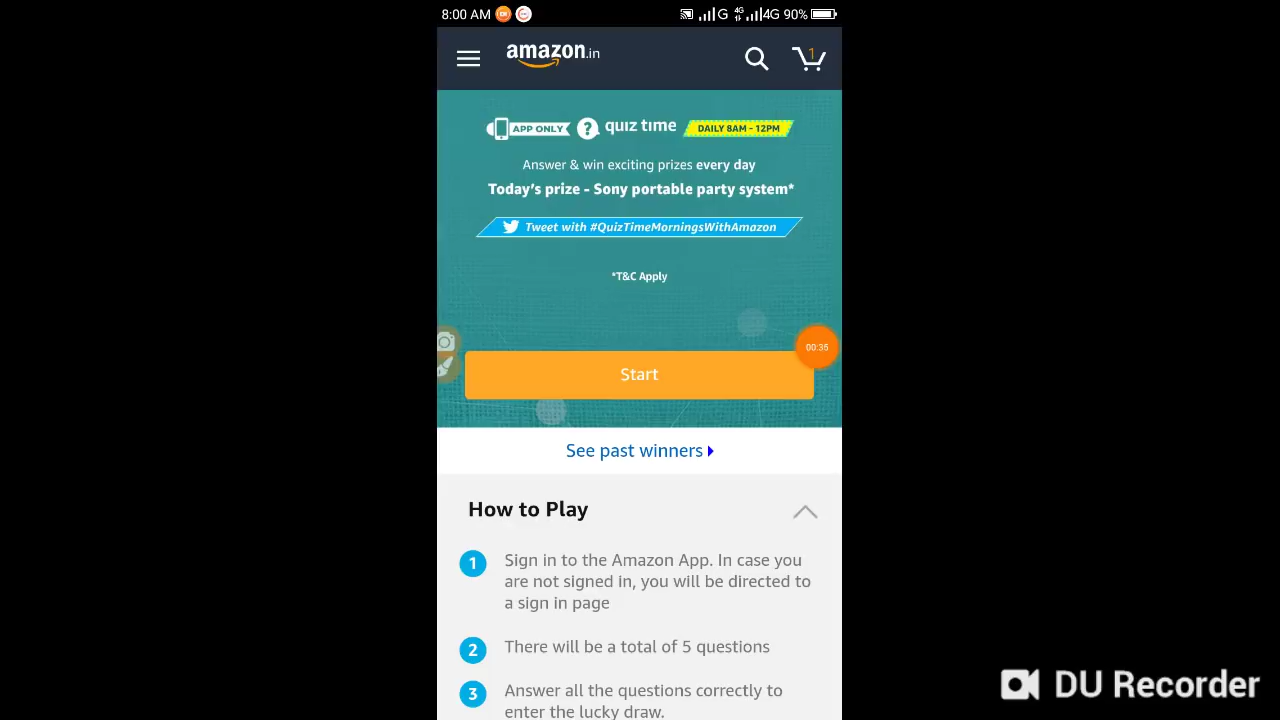 8:00 AM G 4G 4G 90%
amazon.in 1
APP ONLY ? quiz time DAILY 8AM - 12PM
Answer & win exciting prizes every day
Today's prize - Sony portable party system*
Tweet with #QuizTimeMorningsWithAmazon
*T&C Apply
00:35
Start
See past winners
How to Play
1 Sign in to the Amazon App. In case you
are not signed in, you will be directed to
a sign in page
2 There will be a total of 5 questions
3 Answer all the questions correctly to
enter the lucky draw.
DU Recorder